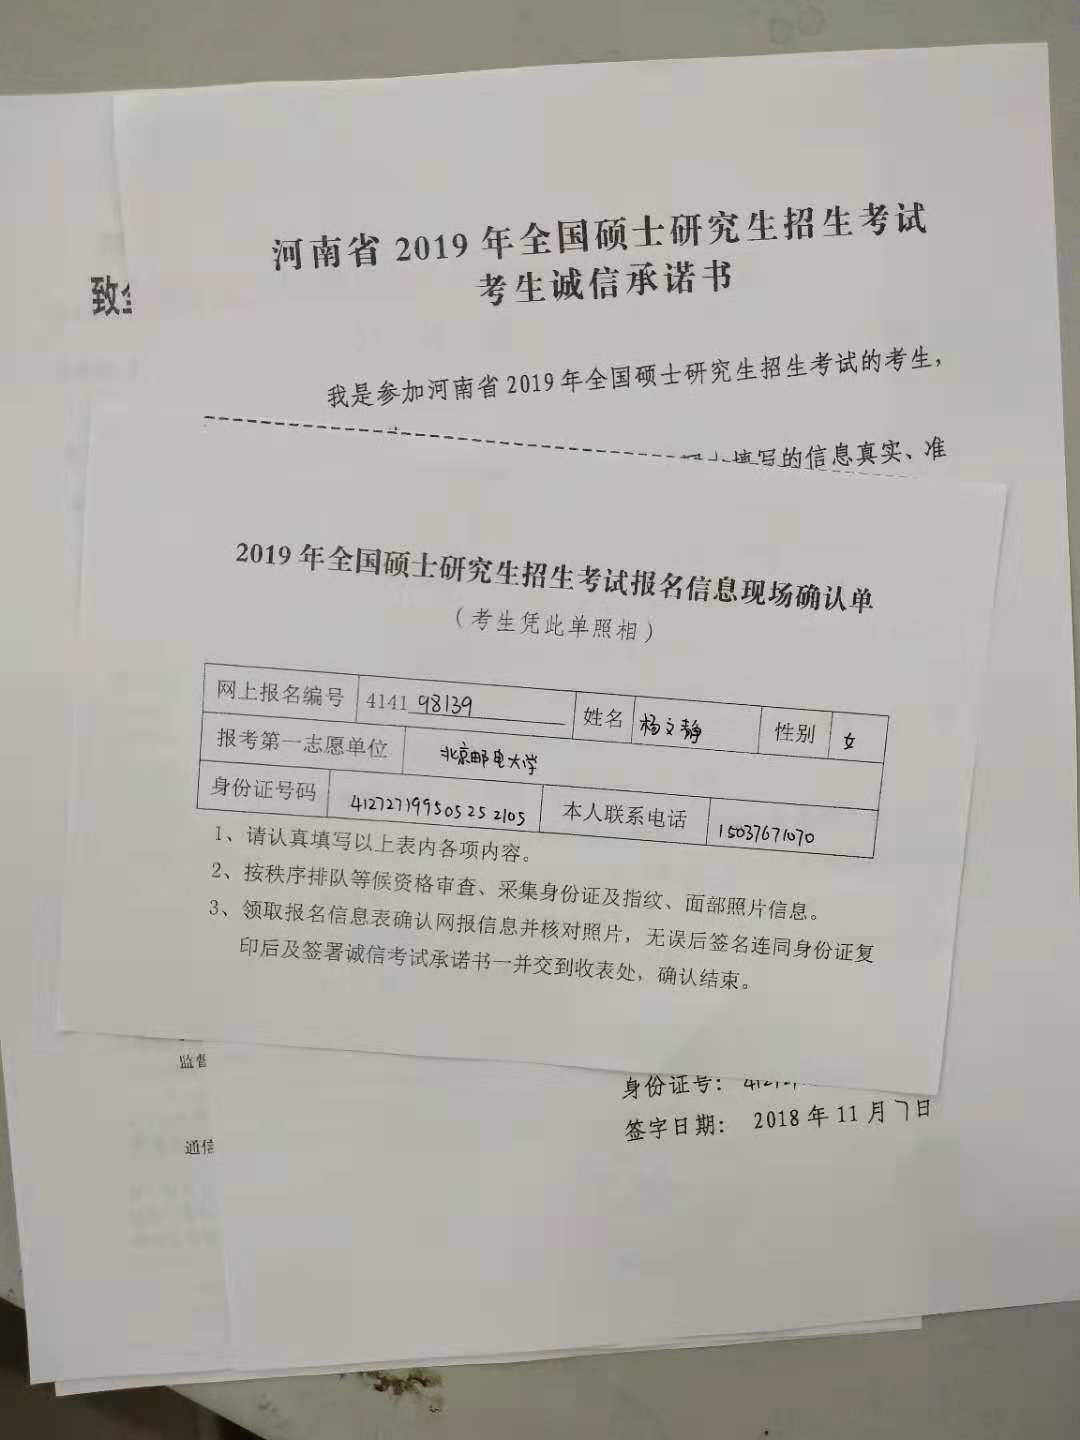 致全
河南省 2019 年全国硕士研究生招生考试
考生诚信承诺书
我是参加河南省 2019 年全国硕士研究生招生考试的考生，
填写的信息真实、准
2019 年全国硕士研究生招生考试报名信息现场确认单
（考生凭此单照相）
网上报名编号 4141 98139 姓名 杨文静 性别 女
报考第一志愿单位 北京邮电大学
身份证号码 412727199505252105 本人联系电话 15037671070
1、请认真填写以上表内各项内容。
2、按秩序排队等候资格审查、采集身份证及指纹、面部照片信息。
3、领取报名信息表确认网报信息并核对照片，无误后签名连同身份证复
印后及签署诚信考试承诺书一并交到收表处，确认结束。
监督
身份证号：
通信
签字日期： 2018 年 11 月 7 日